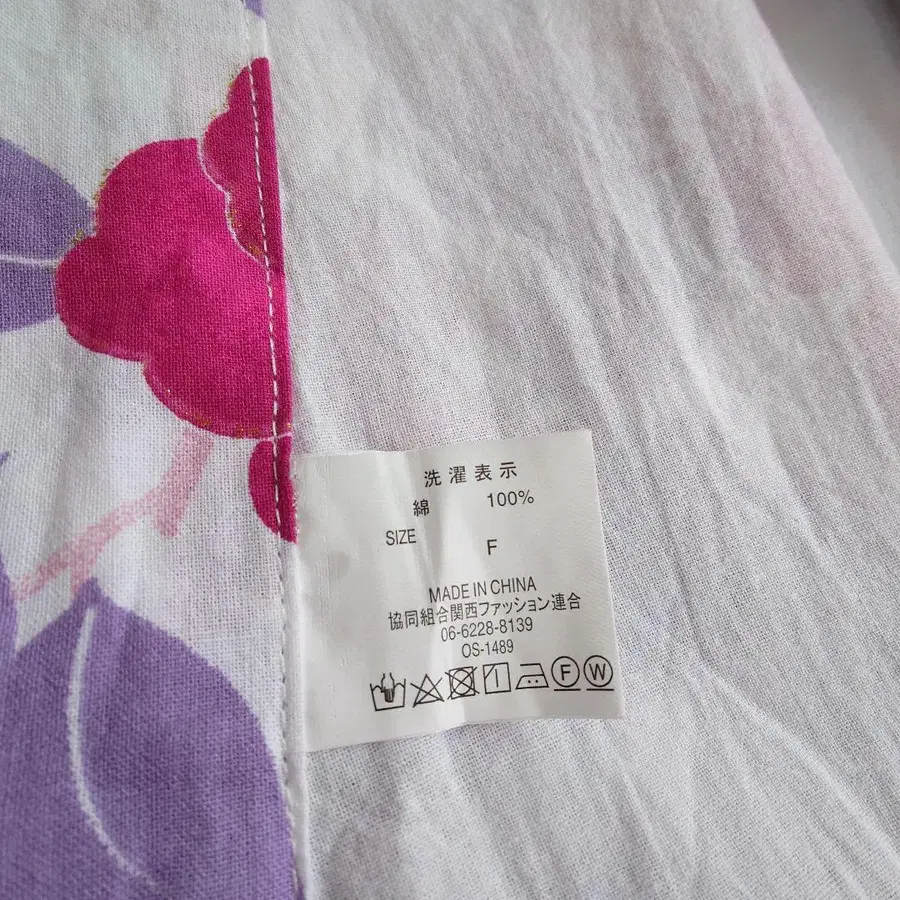 洗濯表示
綿 100%
SIZE F
MADE IN CHINA
協同組合関西ファッション連合
06-6228-8139
OS-1489
F W